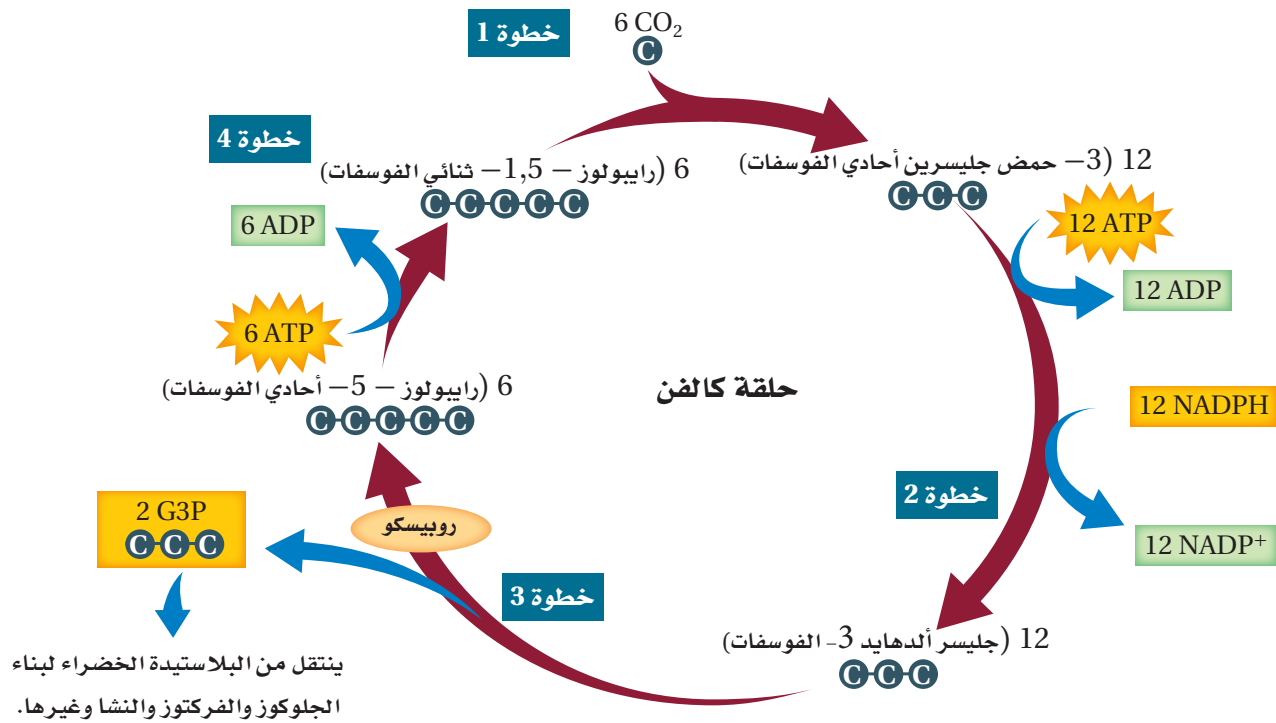 خطوة 1
6 CO₂
C
خطوة 4
6 (رايبولوز – 1,5– ثنائي الفوسفات)
C C C C C
12 (3– حمض جليسرين أحادي الفوسفات)
C C C
12 ATP
12 ADP
6 ADP
6 ATP
6 (رايبولوز – 5– أحادي الفوسفات)
C C C C C
حلقة كالفن
12 NADPH
خطوة 2
12 NADP⁺
2 G3P
C C C
روبيسكو
خطوة 3
12 (جليسر ألدهايد 3- الفوسفات)
C C C
ينتقل من البلاستيدة الخضراء لبناء
الجلوكوز والفركتوز والنشا وغيرها.